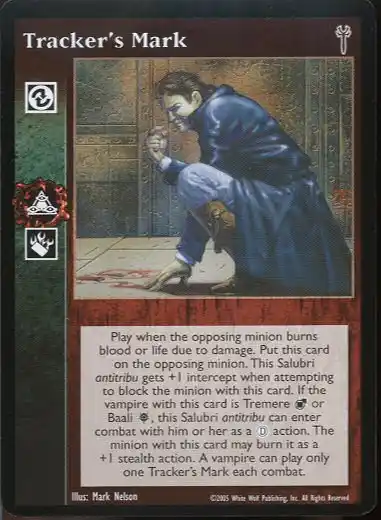 Tracker's Mark
Play when the opposing minion burns
blood or life due to damage. Put this card
on the opposing minion. This Salubri
antitribu gets +1 intercept when attempting
to block the minion with this card. If the
vampire with this card is Tremere or
Baali , this Salubri antitribu can enter
combat with him or her as a D action. The
minion with this card may burn it as a
+1 stealth action. A vampire can play only
one Tracker's Mark each combat.
Illus: Mark Nelson
©2005 White Wolf Publishing, Inc. All Rights Reserved